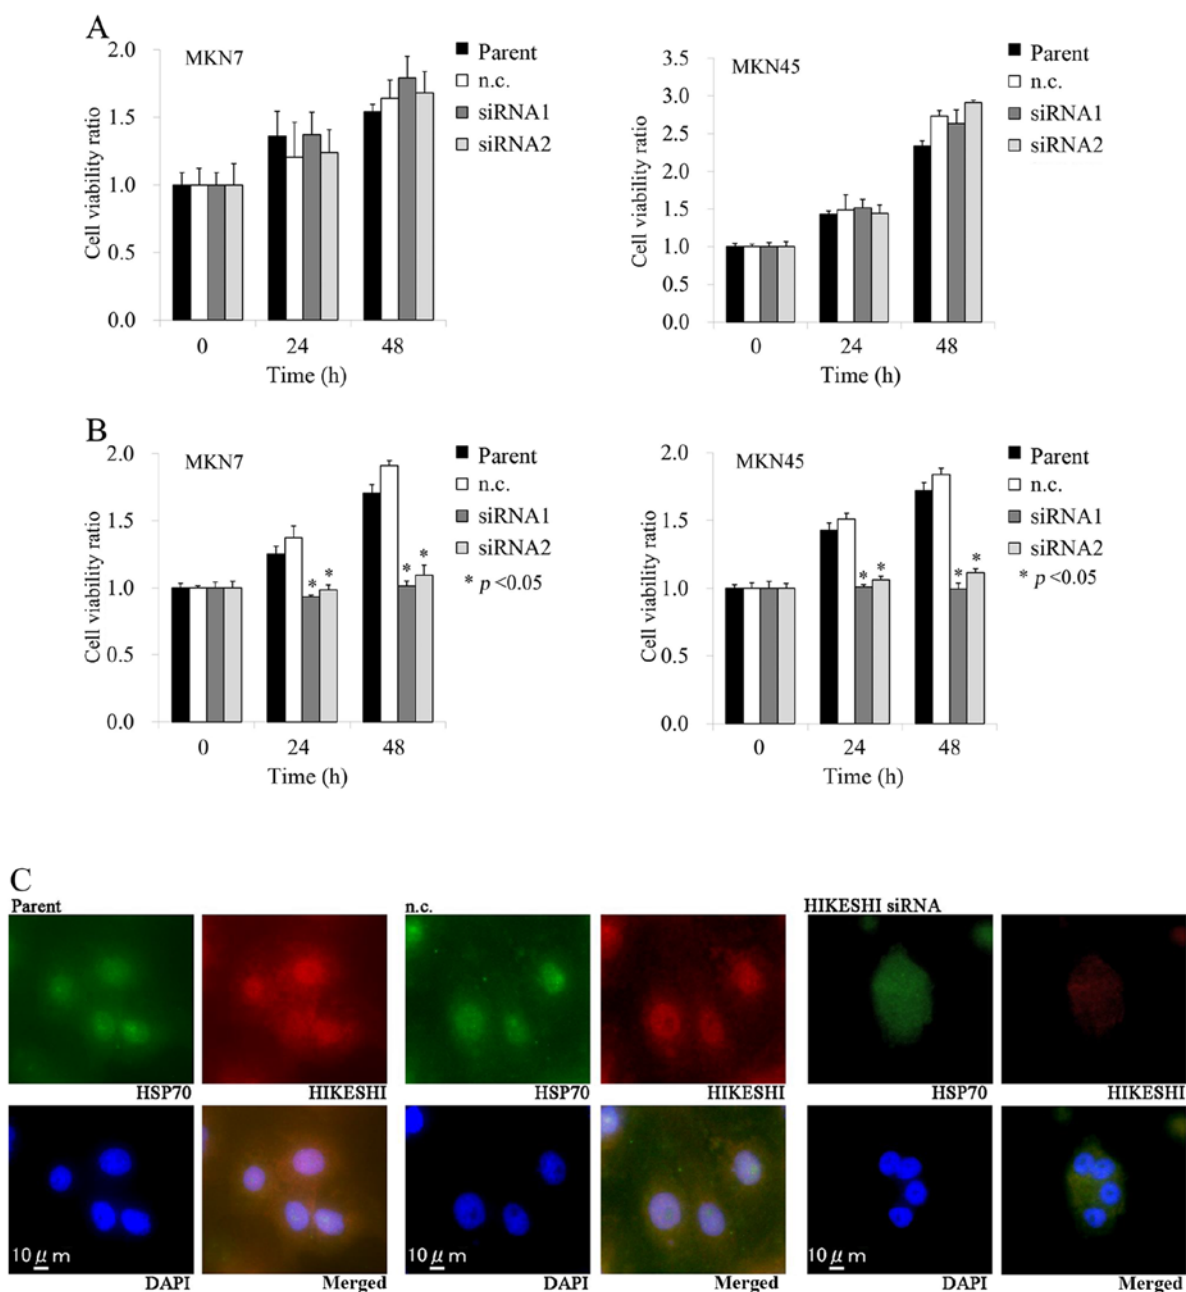 A
MKN7
2.0
1.5
1.0
0.5
0.0
Cell viability ratio
0 24 48
Time (h)
Parent
n.c.
siRNA1
siRNA2
MKN45
3.5
3.0
2.5
2.0
1.5
1.0
0.5
0.0
Cell viability ratio
0 24 48
Time (h)
Parent
n.c.
siRNA1
siRNA2
B
MKN7
2.0
1.5
1.0
0.5
0.0
Cell viability ratio
* * * *
0 24 48
Time (h)
Parent
n.c.
siRNA1
siRNA2
* p <0.05
MKN45
2.0
1.5
1.0
0.5
0.0
Cell viability ratio
* * * *
0 24 48
Time (h)
Parent
n.c.
siRNA1
siRNA2
* p <0.05
C
Parent
HSP70
HIKESHI
10 μ m
DAPI
Merged
n.c.
HSP70
HIKESHI
10 μ m
DAPI
Merged
HIKESHI siRNA
HSP70
HIKESHI
10 μ m
DAPI
Merged